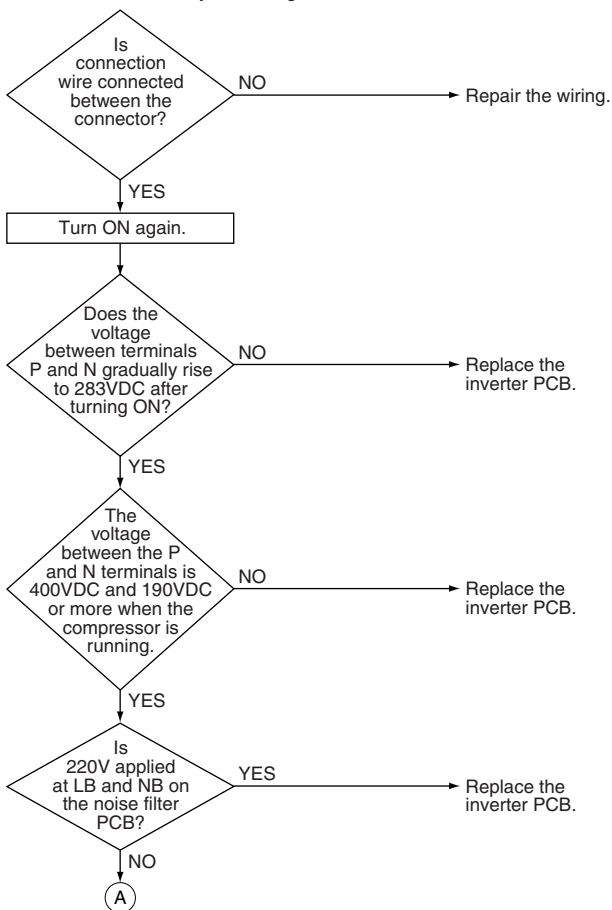 Is
connection
wire connected
between the
connector?
NO
Repair the wiring.
YES
Turn ON again.
Does the
voltage
between terminals
P and N gradually rise
to 283VDC after
turning ON?
NO
Replace the
inverter PCB.
YES
The
voltage
between the P
and N terminals is
400VDC and 190VDC
or more when the
compressor is
running.
NO
Replace the
inverter PCB.
YES
Is
220V applied
at LB and NB on
the noise filter
PCB?
YES
Replace the
inverter PCB.
NO
A